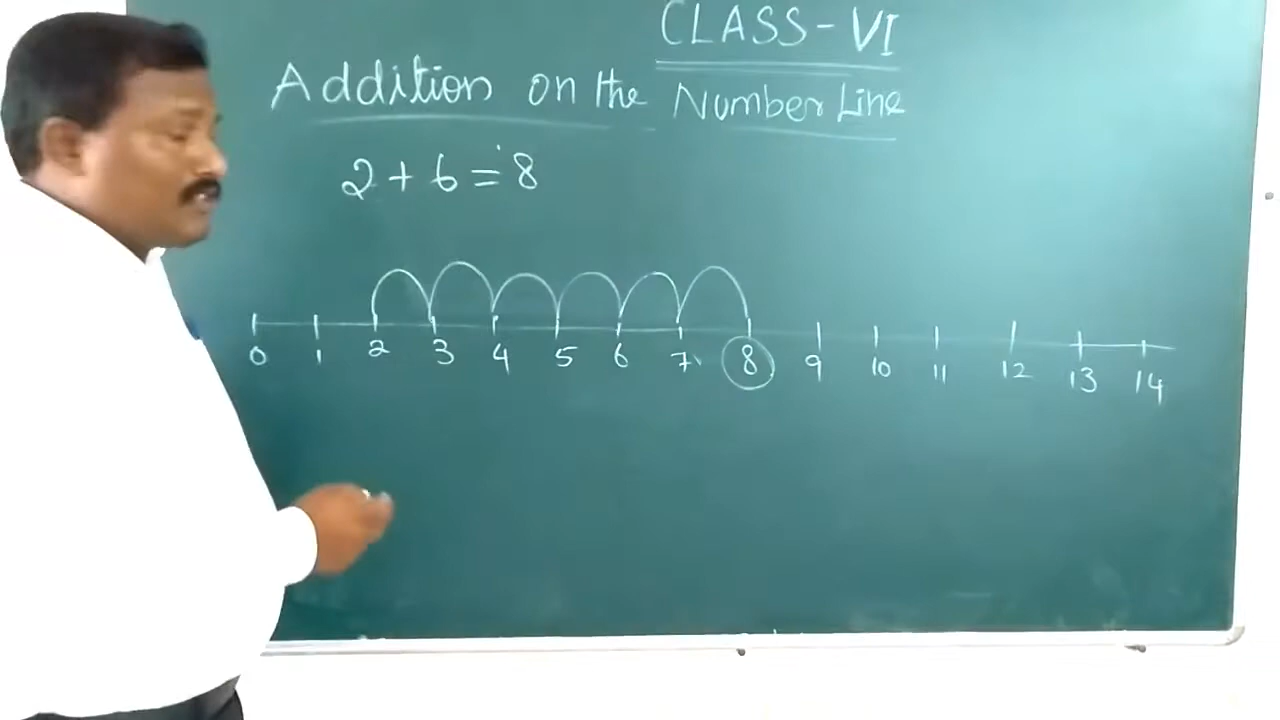 CLASS - VI
Addition on the Number Line
2 + 6 = 8
0 1 2 3 4 5 6 7 8 9 10 11 12 13 14